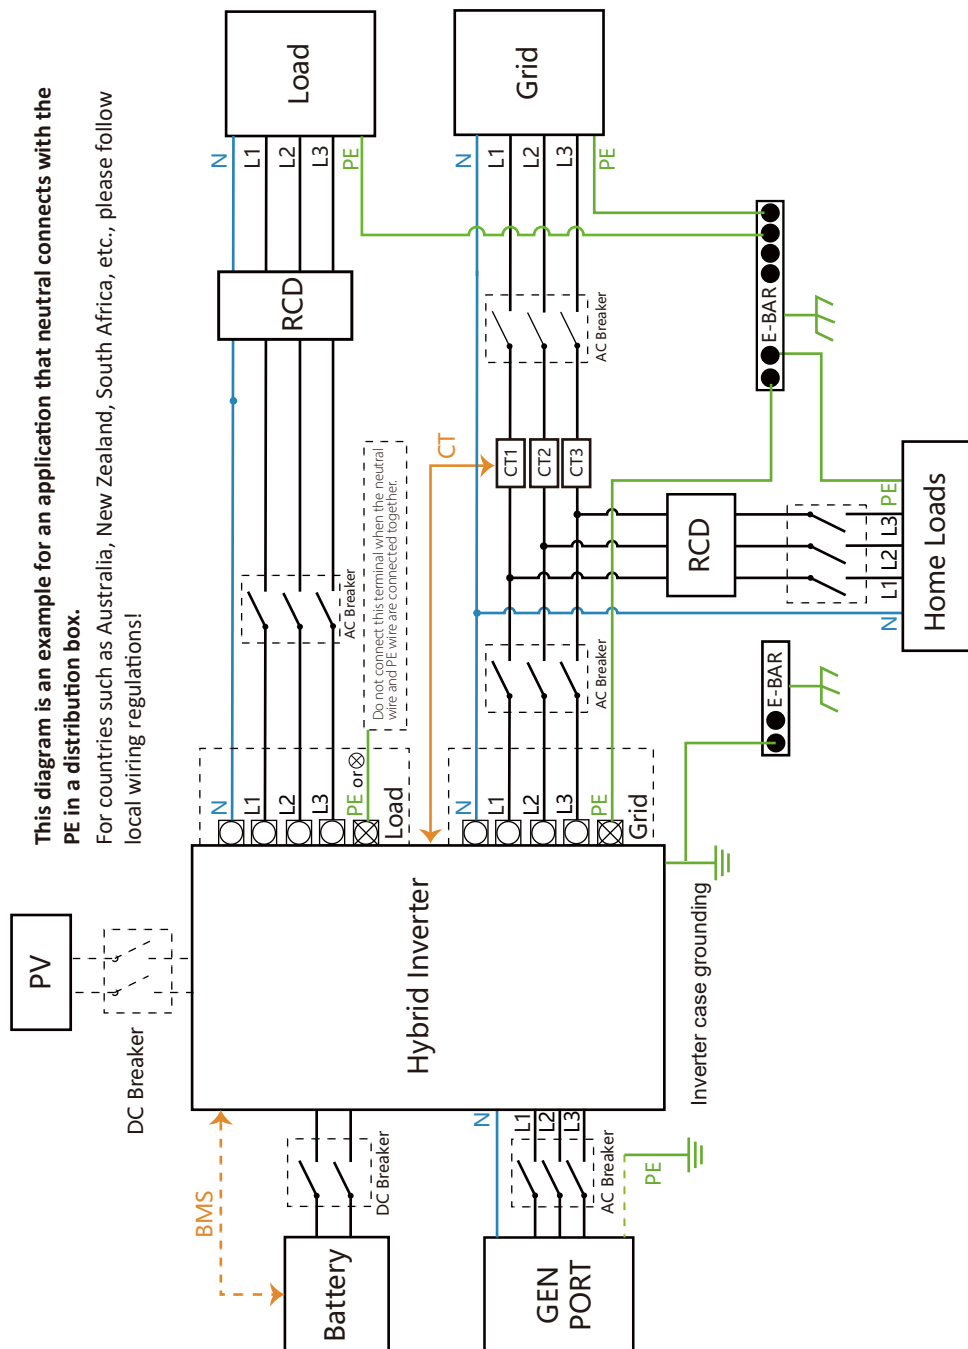 This diagram is an example for an application that neutral connects with the
PE in a distribution box.
For countries such as Australia, New Zealand, South Africa, etc., please follow
local wiring regulations!
PV
DC Breaker
BMS
Battery
DC Breaker
Hybrid Inverter
GEN
PORT
N
L1
L2
L3
AC Breaker
PE
Inverter case grounding
N
L1
L2
L3
PE or
Load
AC Breaker
Do not connect this terminal when the neutral
wire and PE wire are connected together.
RCD
N
L1
L2
L3
PE
Load
CT
N
L1
L2
L3
PE
Grid
AC Breaker
CT1
CT2
CT3
AC Breaker
N
L1
L2
L3
PE
Grid
RCD
E-BAR
E-BAR
N
L1
L2
L3
PE
Home Loads